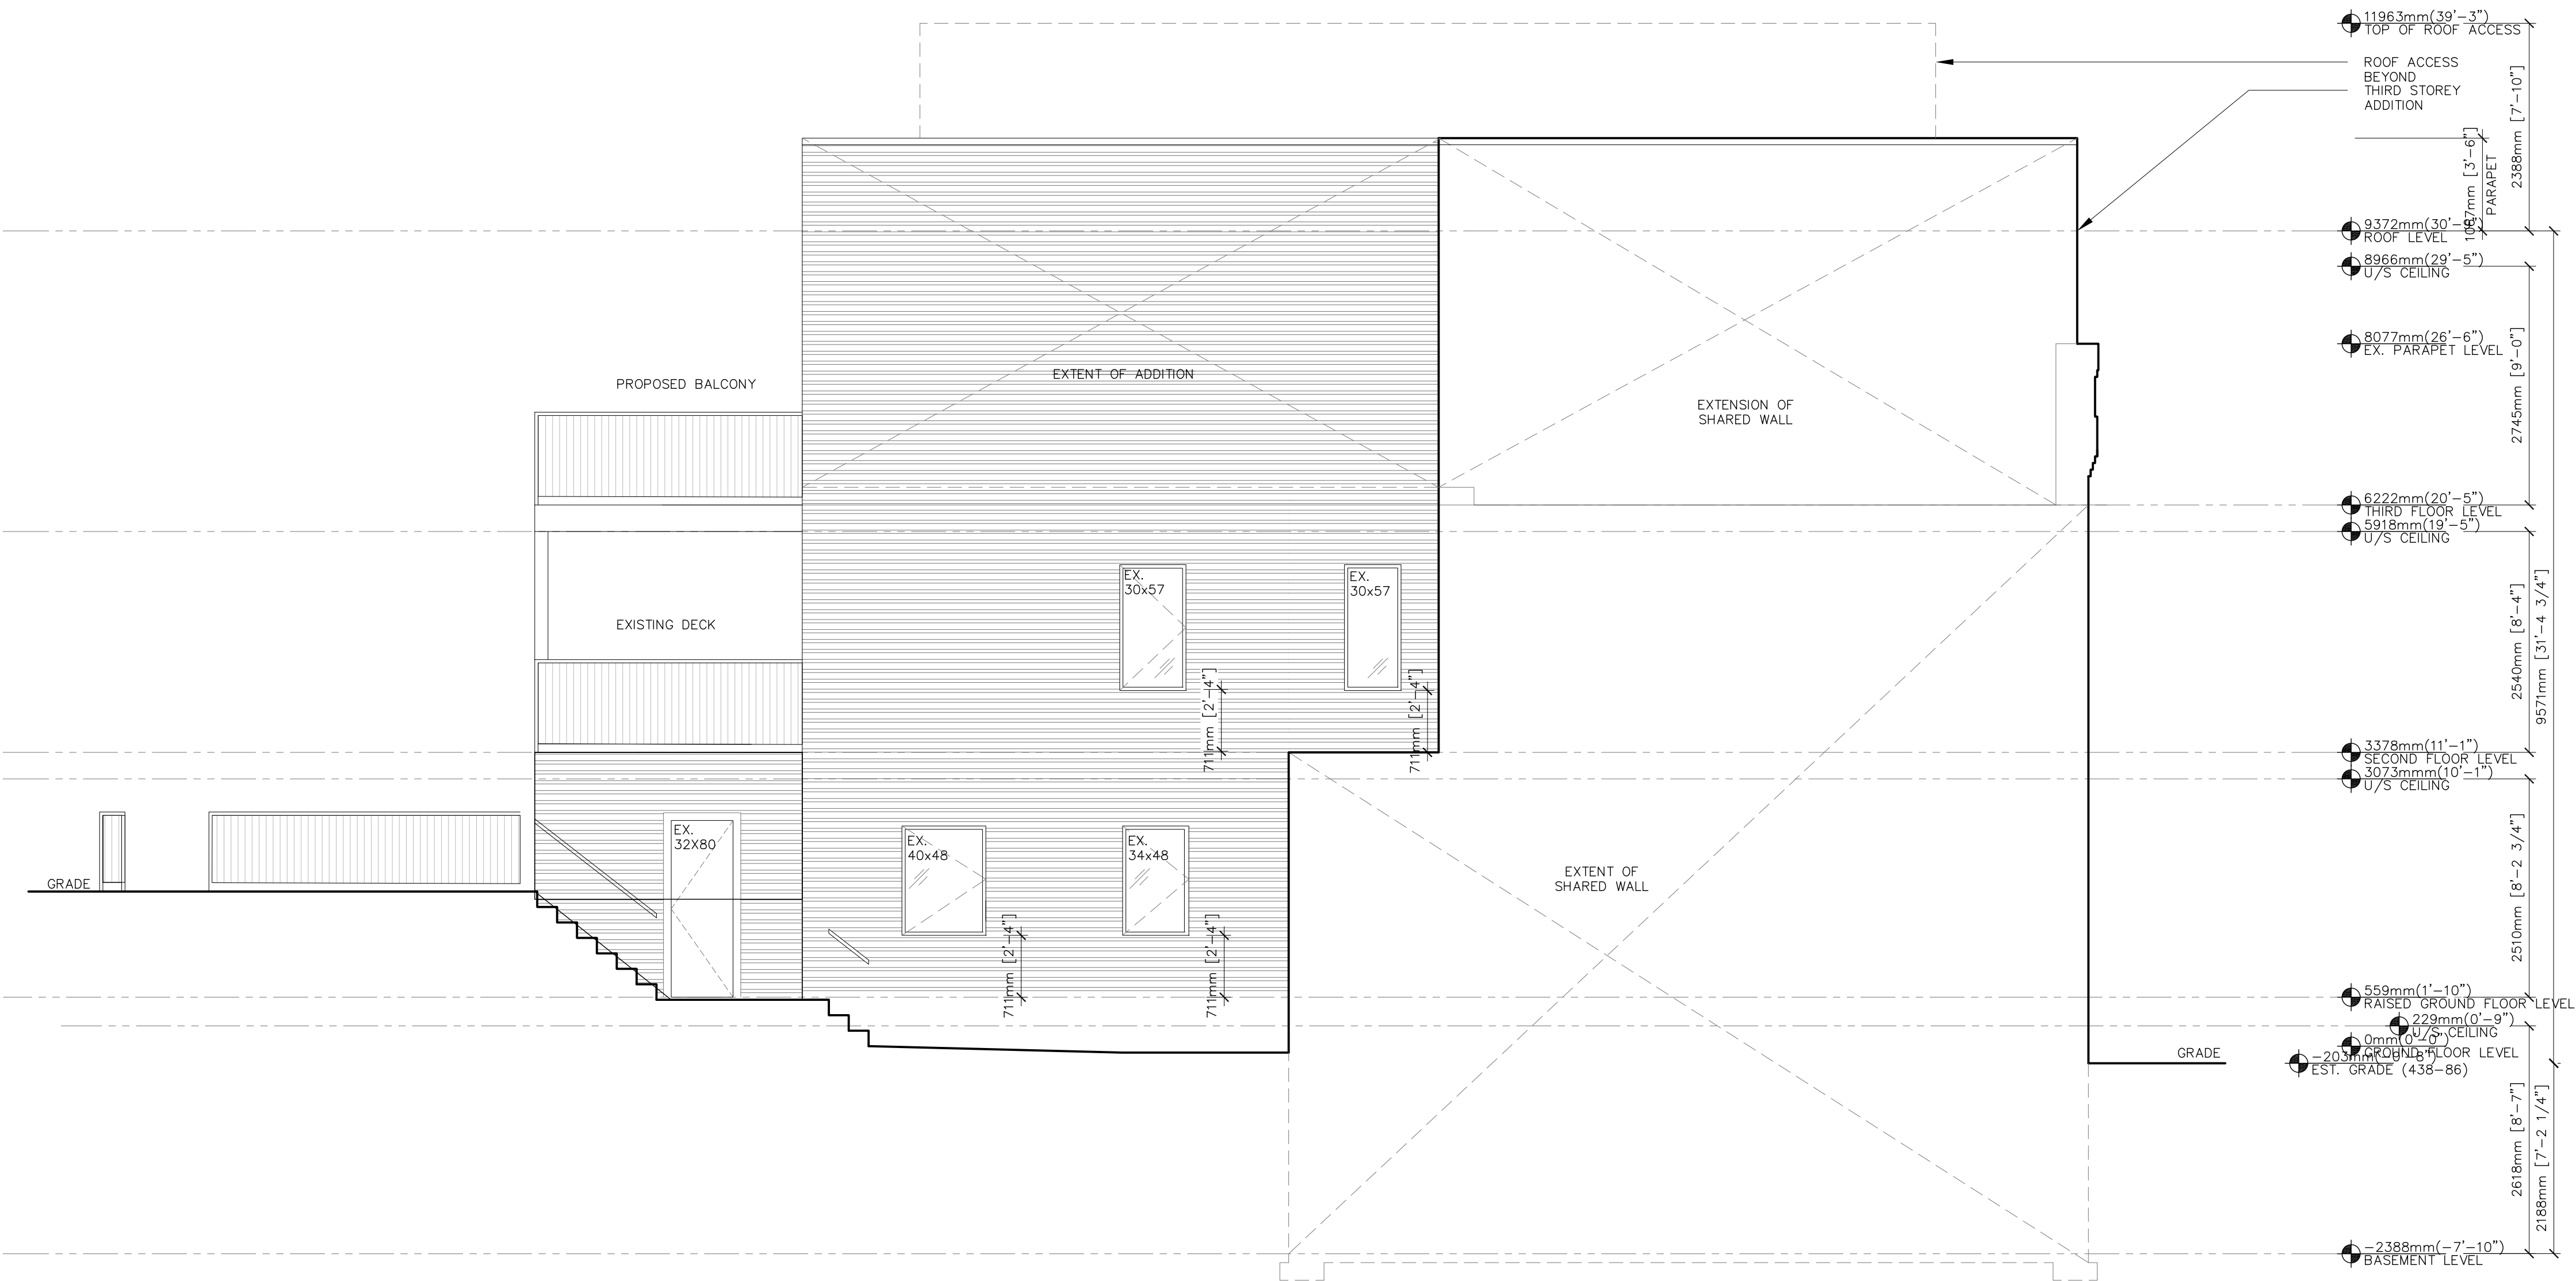 11963mm(39'-3")
TOP OF ROOF ACCESS
ROOF ACCESS
BEYOND
THIRD STOREY
ADDITION
2388mm [7'-10"]
1067mm [3'-6"]
PARAPET
9372mm(30'-9")
ROOF LEVEL
8966mm(29'-5")
U/S CEILING
8077mm(26'-6")
EX. PARAPET LEVEL
2745mm [9'-0"]
PROPOSED BALCONY
EXTENT OF ADDITION
EXTENSION OF
SHARED WALL
6222mm(20'-5")
THIRD FLOOR LEVEL
5918mm(19'-5")
U/S CEILING
EX.
30x57
EX.
30x57
EXISTING DECK
2540mm [8'-4"]
9571mm [31'-4 3/4"]
711mm [2'-4"]
711mm [2'-4"]
3378mm(11'-1")
SECOND FLOOR LEVEL
3073mmm(10'-1")
U/S CEILING
EX.
32X80
EX.
40x48
EX.
34x48
EXTENT OF
SHARED WALL
GRADE
2510mm [8'-2 3/4"]
711mm [2'-4"]
711mm [2'-4"]
559mm(1'-10")
RAISED GROUND FLOOR LEVEL
229mm(0'-9")
U/S CEILING
0mm(0'-0")
GROUND FLOOR LEVEL
GRADE
-203mm(-0'-8")
EST. GRADE (438-86)
2618mm [8'-7"]
2188mm [7'-2 1/4"]
-2388mm(-7'-10")
BASEMENT LEVEL